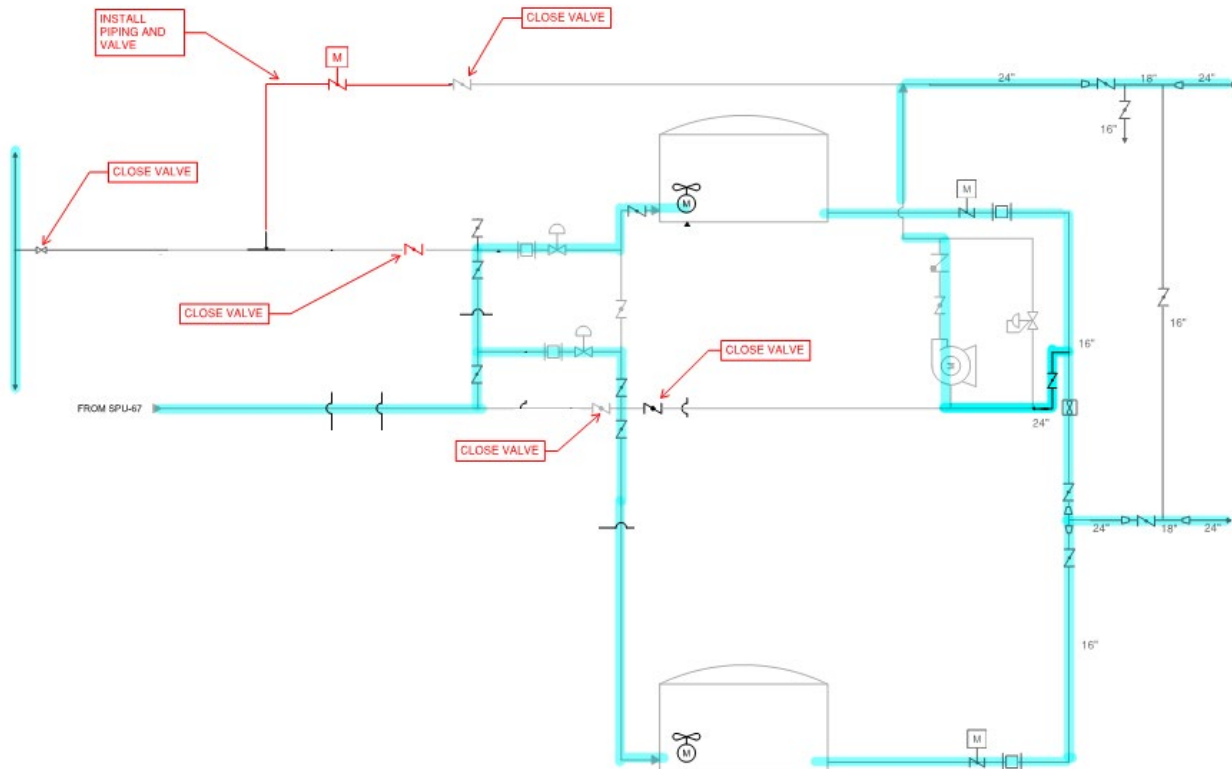 INSTALL
PIPING AND
VALVE
CLOSE VALVE
M
24"
18"
24"
16"
CLOSE VALVE
M
M
CLOSE VALVE
16"
CLOSE VALVE
16"
M
FROM SPU-67
24"
CLOSE VALVE
24"
18"
24"
16"
M
M